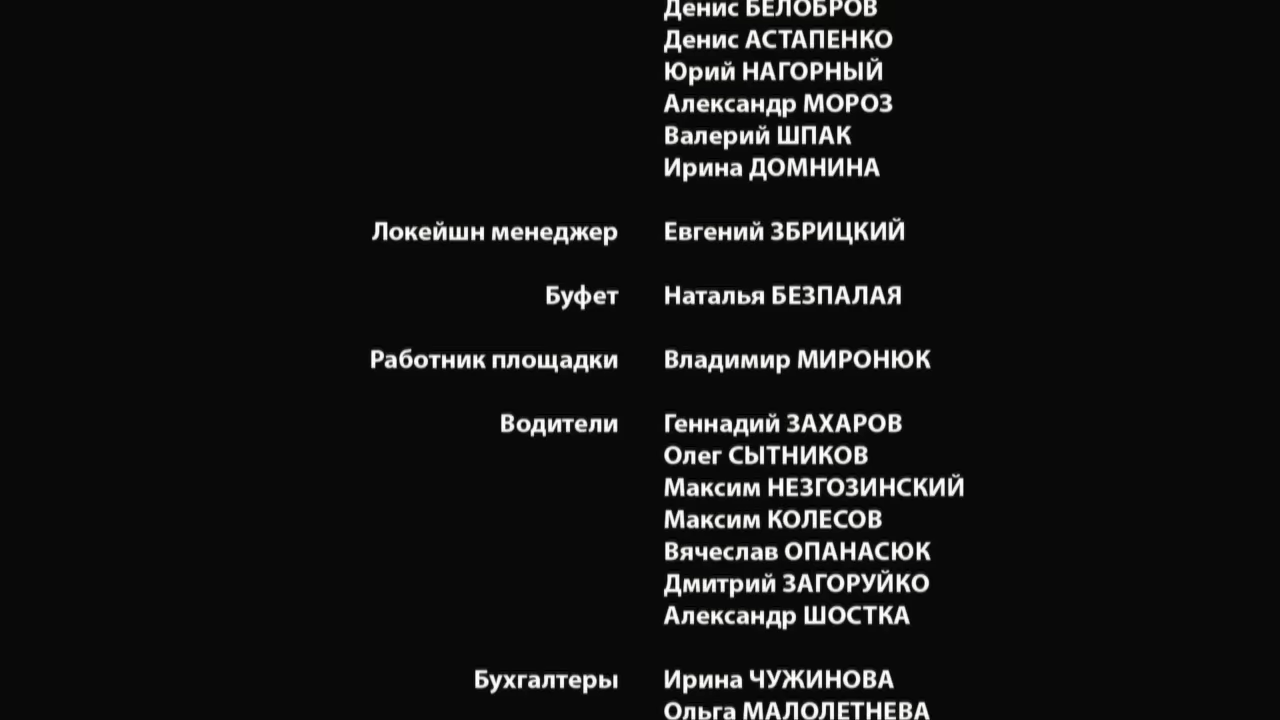 Денис БЕЛОБРОВ
Денис АСТАПЕНКО
Юрий НАГОРНЫЙ
Александр МОРОЗ
Валерий ШПАК
Ирина ДОМНИНА
Локейшн менеджер Евгений ЗБРИЦКИЙ
Буфет Наталья БЕЗПАЛАЯ
Работник площадки Владимир МИРОНЮК
Водители Геннадий ЗАХАРОВ
Олег СЫТНИКОВ
Максим НЕЗГОЗИНСКИЙ
Максим КОЛЕСОВ
Вячеслав ОПАНАСЮК
Дмитрий ЗАГОРУЙКО
Александр ШОСТКА
Бухгалтеры Ирина ЧУЖИНОВА
Ольга МАЛОЛЕТНЕВА